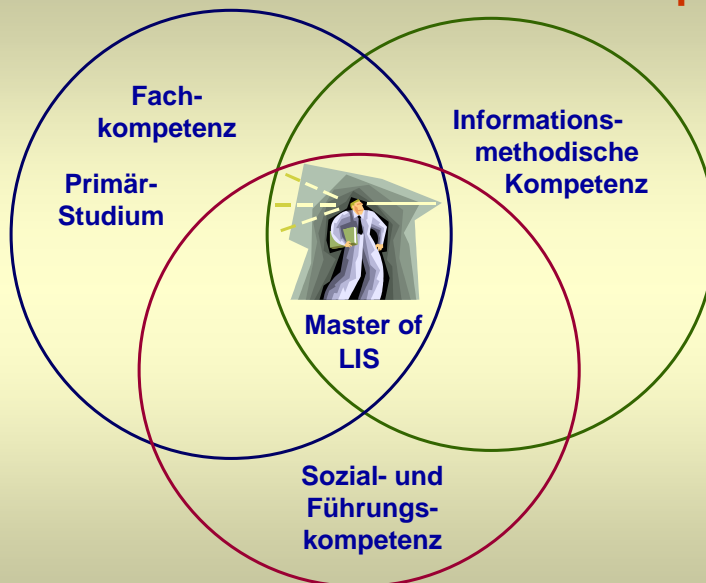 Fach-
kompetenz
Primär-
Studium
Informations-
methodische
Kompetenz
Master of
LIS
Sozial- und
Führungs-
kompetenz